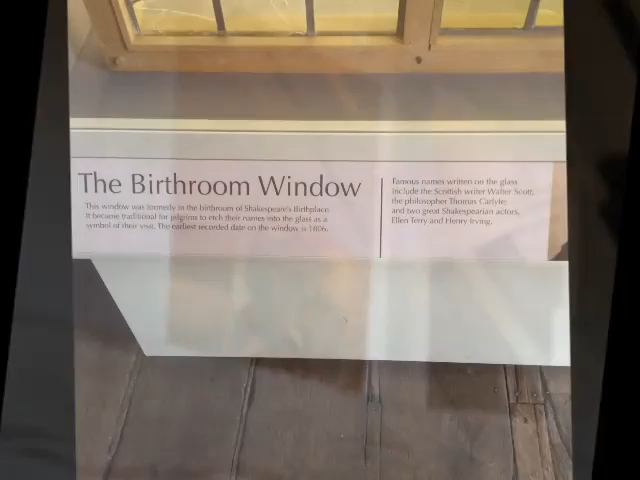 The Birthroom Window
This window was formerly in the birthroom of Shakespeare's Birthplace.
It became traditional for pilgrims to etch their names into the glass as a
symbol of their visit. The earliest recorded date on the window is 1806.
Famous names written on the glass
include the Scottish writer Walter Scott;
the philosopher Thomas Carlyle;
and two great Shakespearian actors,
Ellen Terry and Henry Irving.